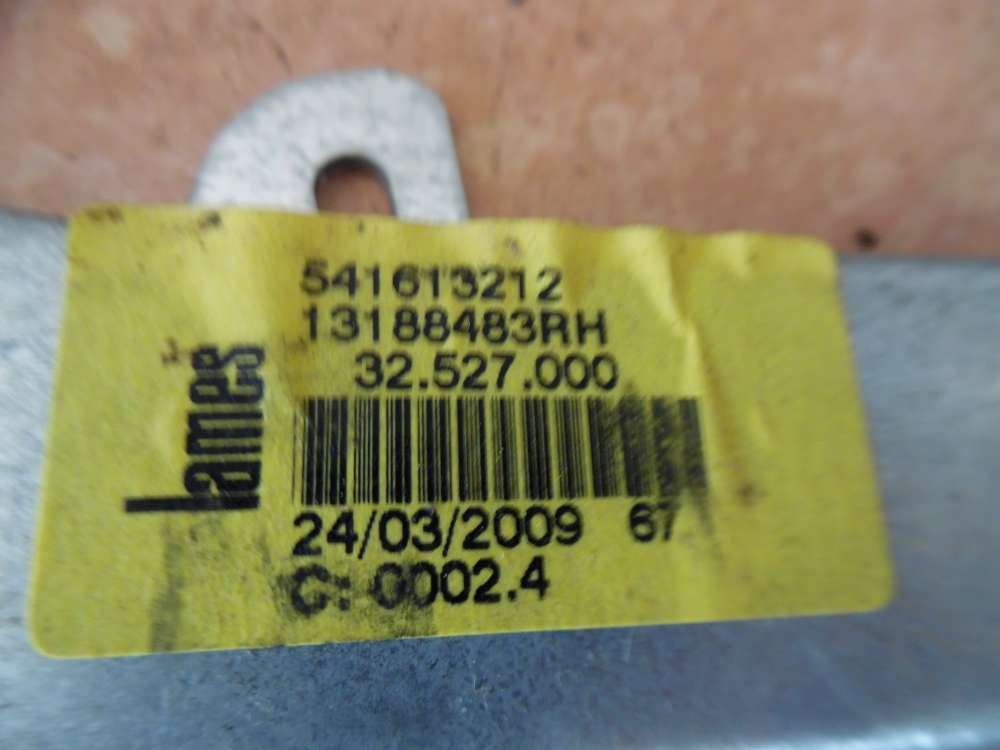 lames
541613212
13188483RH
32.527.000
24/03/2009 67
C: 0002.4